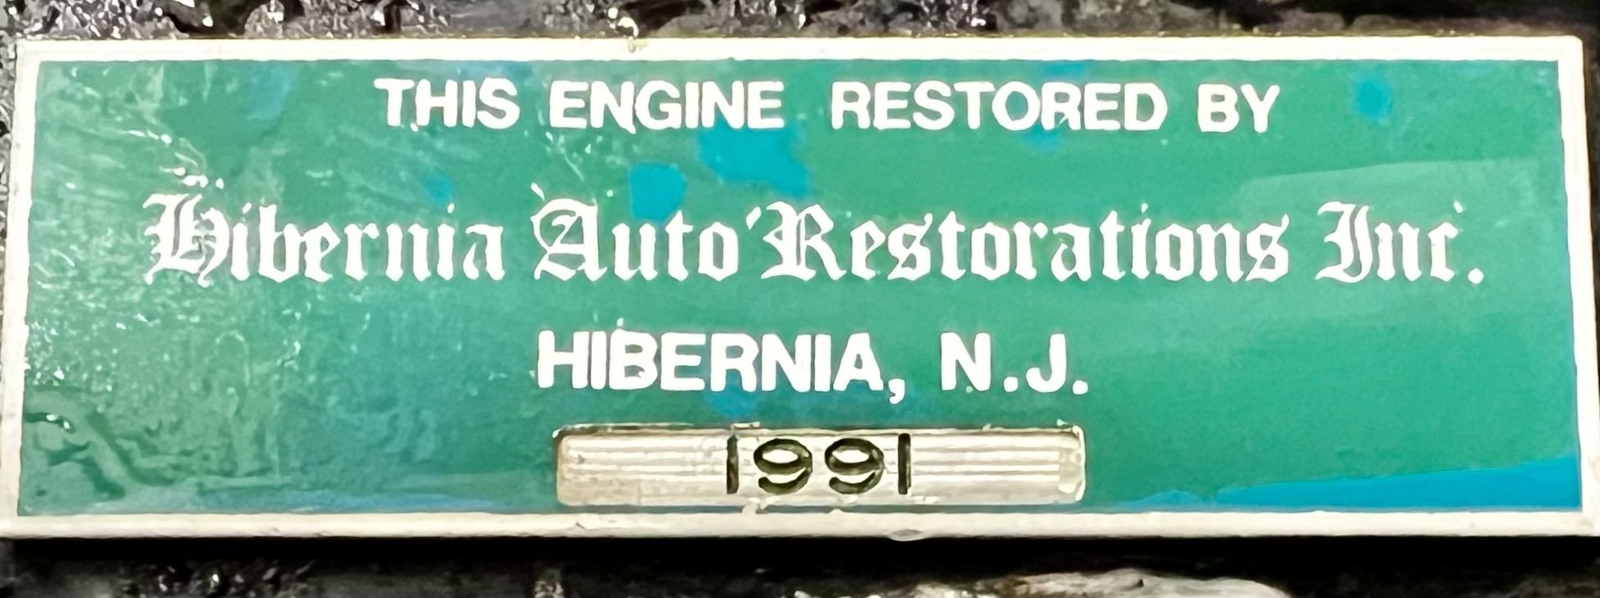 THIS ENGINE RESTORED BY
Hibernia Auto Restorations Inc.
HIBERNIA, N.J.
1991